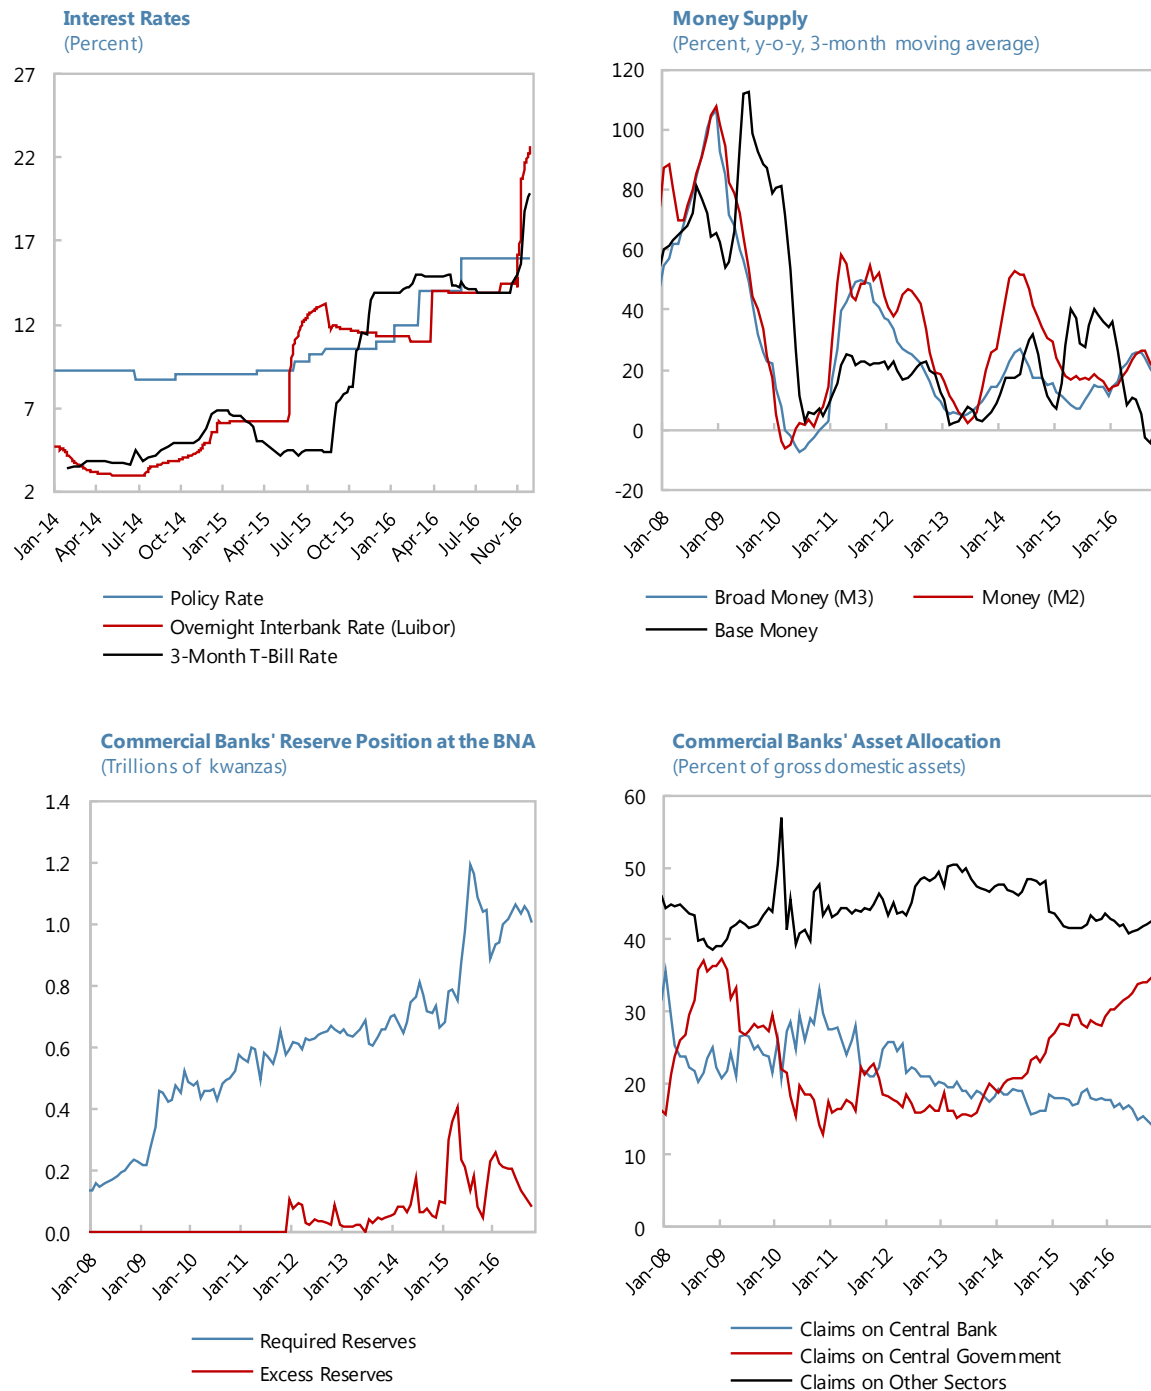 Interest Rates
(Percent)
27
22
17
12
7
2
Jan-14
Apr-14
Jul-14
Oct-14
Jan-15
Apr-15
Jul-15
Oct-15
Jan-16
Apr-16
Jul-16
Nov-16
Policy Rate
Overnight Interbank Rate (Luibor)
3-Month T-Bill Rate
Money Supply
(Percent, y-o-y, 3-month moving average)
120
100
80
60
40
20
0
-20
Jan-08
Jan-09
Jan-10
Jan-11
Jan-12
Jan-13
Jan-14
Jan-15
Jan-16
Broad Money (M3)
Money (M2)
Base Money
Commercial Banks' Reserve Position at the BNA
(Trillions of kwanzas)
1.4
1.2
1.0
0.8
0.6
0.4
0.2
0.0
Jan-08
Jan-09
Jan-10
Jan-11
Jan-12
Jan-13
Jan-14
Jan-15
Jan-16
Required Reserves
Excess Reserves
Commercial Banks' Asset Allocation
(Percent of gross domestic assets)
60
50
40
30
20
10
0
Jan-08
Jan-09
Jan-10
Jan-11
Jan-12
Jan-13
Jan-14
Jan-15
Jan-16
Claims on Central Bank
Claims on Central Government
Claims on Other Sectors